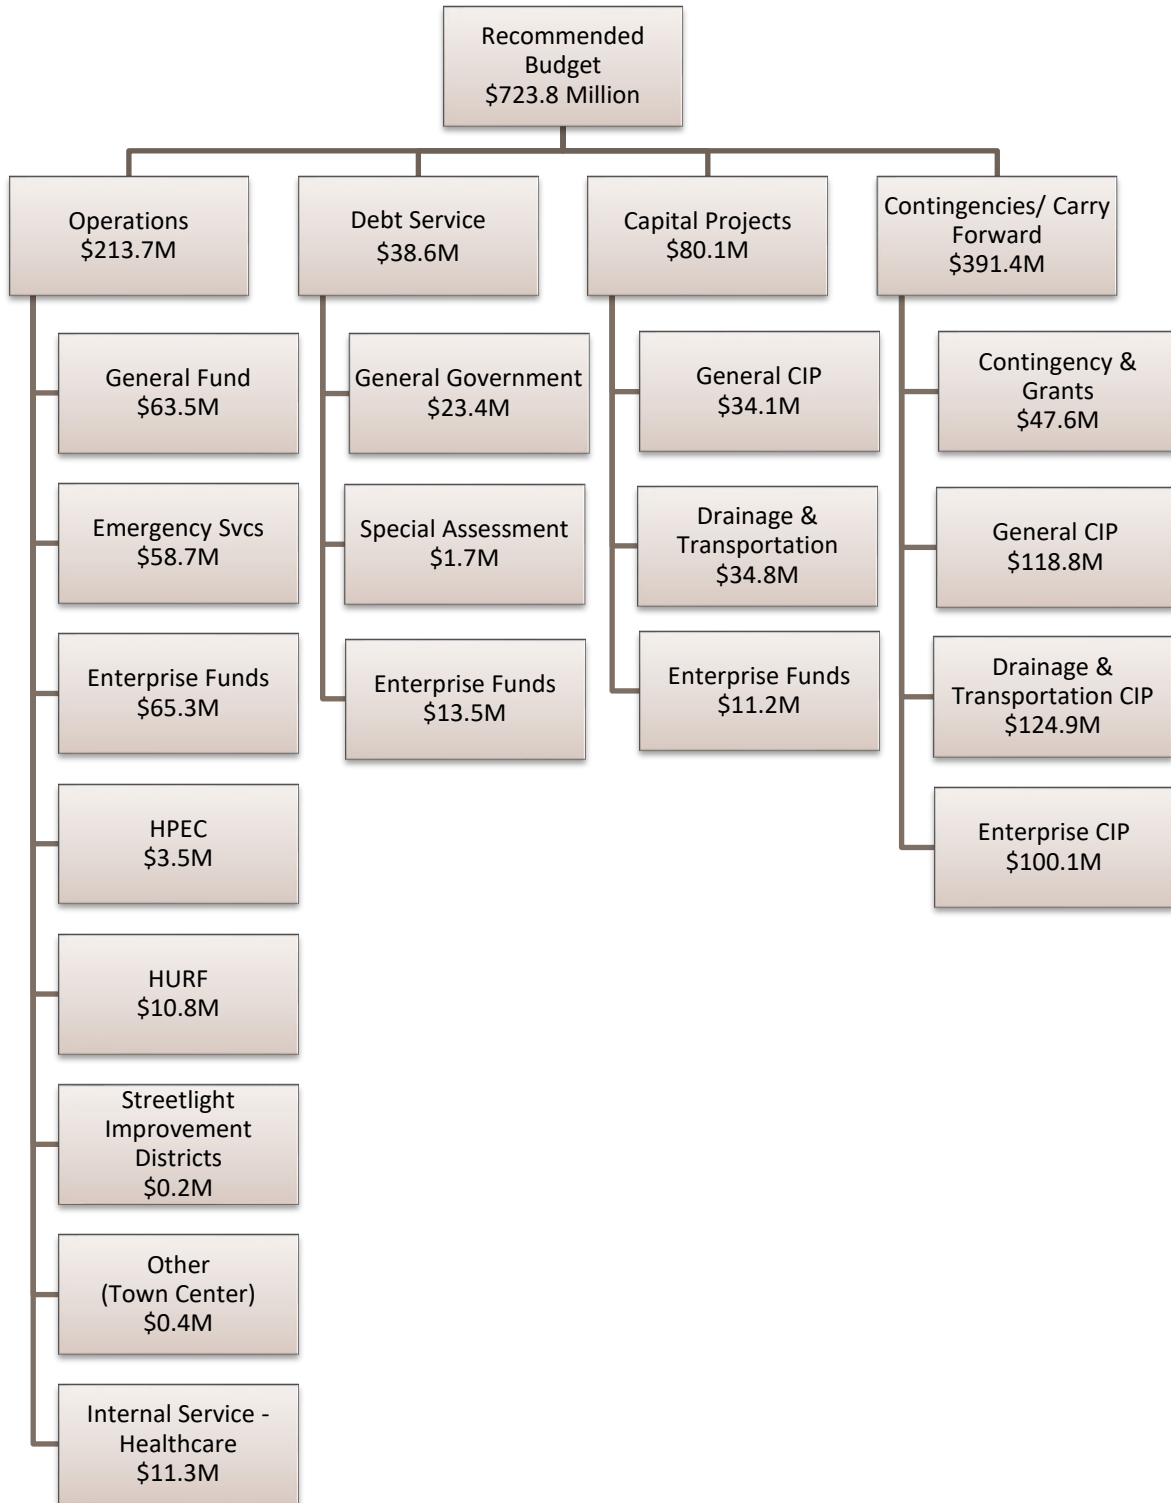 Recommended
Budget
$723.8 Million
Operations
$213.7M
General Fund
$63.5M
Emergency Svcs
$58.7M
Enterprise Funds
$65.3M
HPEC
$3.5M
HURF
$10.8M
Streetlight
Improvement
Districts
$0.2M
Other
(Town Center)
$0.4M
Internal Service -
Healthcare
$11.3M
Debt Service
$38.6M
General Government
$23.4M
Special Assessment
$1.7M
Enterprise Funds
$13.5M
Capital Projects
$80.1M
General CIP
$34.1M
Drainage &
Transportation
$34.8M
Enterprise Funds
$11.2M
Contingencies/ Carry
Forward
$391.4M
Contingency &
Grants
$47.6M
General CIP
$118.8M
Drainage &
Transportation CIP
$124.9M
Enterprise CIP
$100.1M